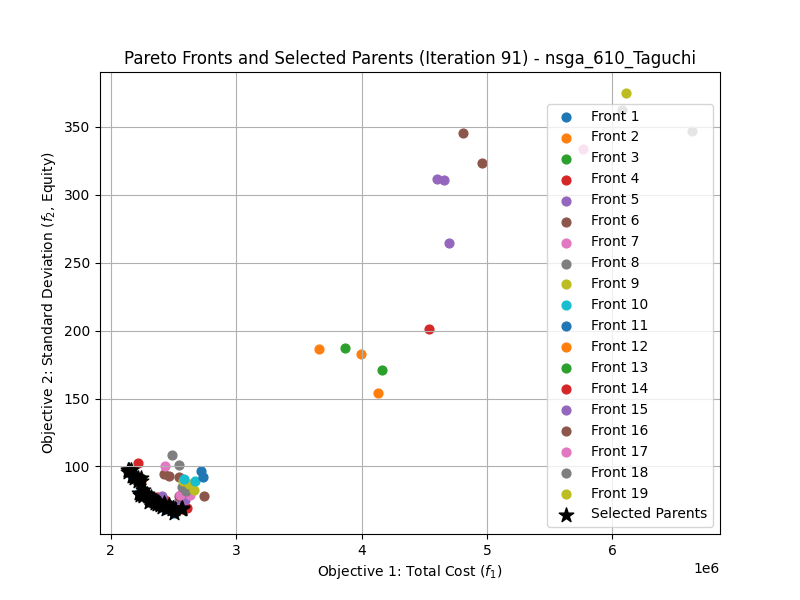 Pareto Fronts and Selected Parents (Iteration 91) - nsga_610_Taguchi
Objective 2: Standard Deviation (f₂, Equity)
350
300
250
200
150
100
Front 1
Front 2
Front 3
Front 4
Front 5
Front 6
Front 7
Front 8
Front 9
Front 10
Front 11
Front 12
Front 13
Front 14
Front 15
Front 16
Front 17
Front 18
Front 19
Selected Parents
2 3 4 5 6
1e6
Objective 1: Total Cost (f₁)